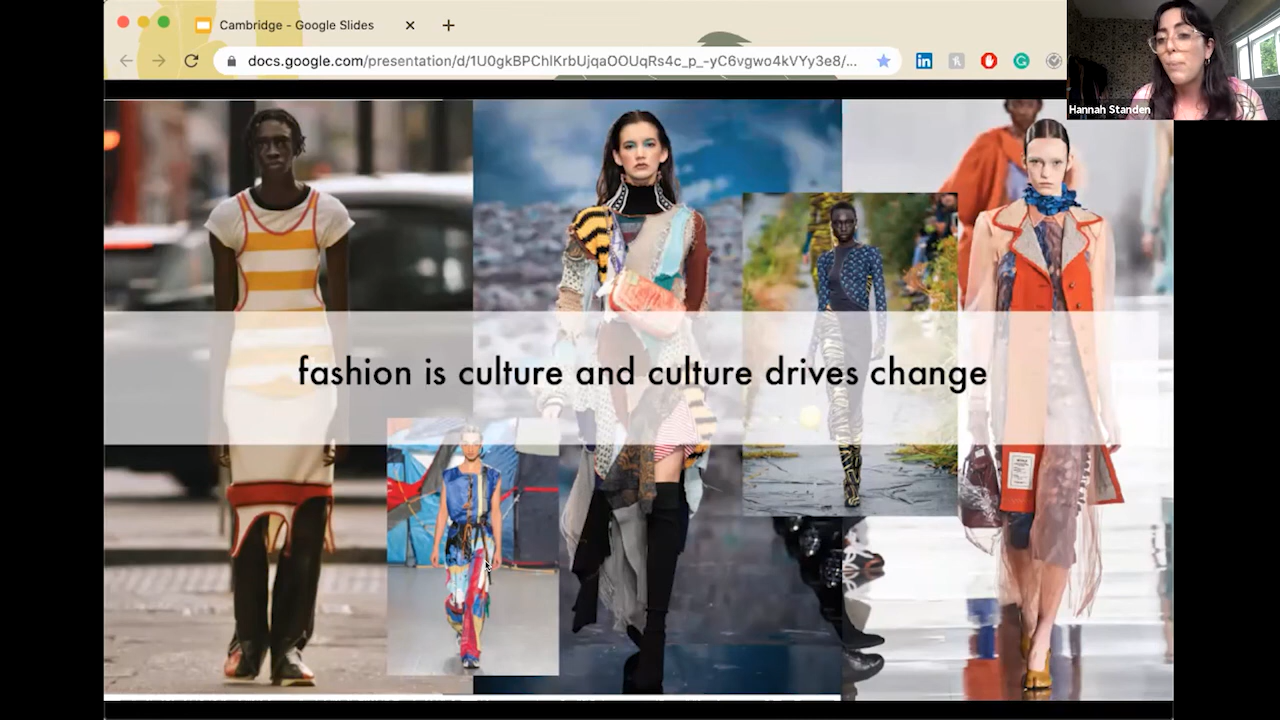 Cambridge - Google Slides
docs.google.com/presentation/d/1U0gkBPChlKrbUjqaOOUqRs4c_p_-yC6vgwo4kVYy3e8/...
Hannah Standen
fashion is culture and culture drives change